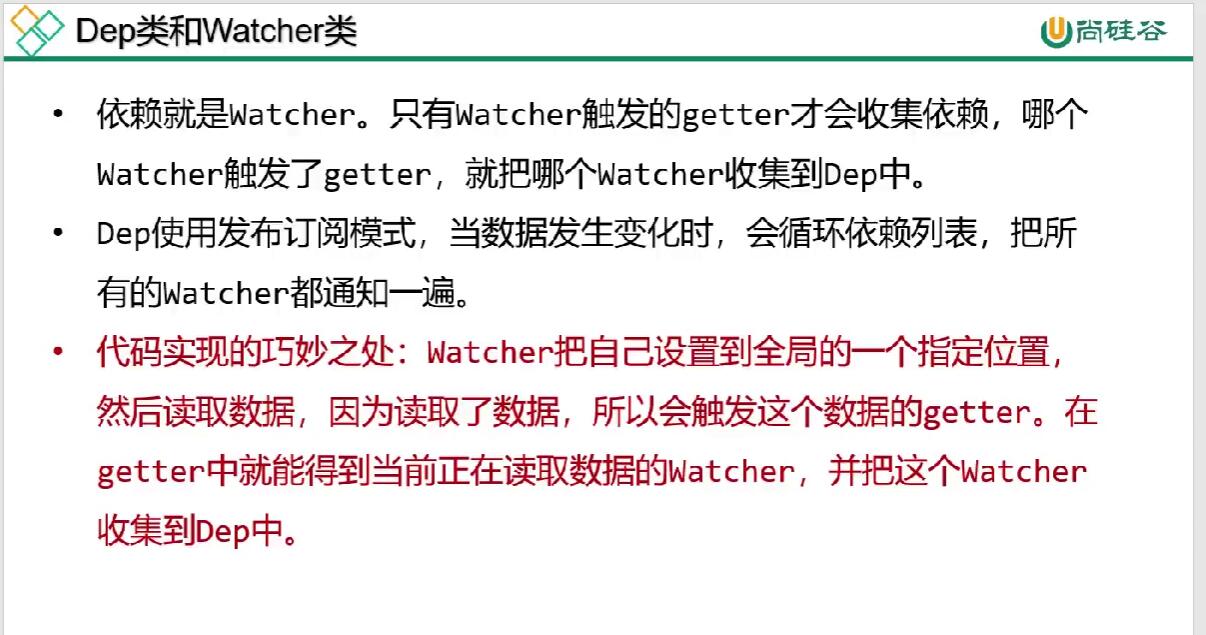 Dep类和Watcher类
尚硅谷
• 依赖就是Watcher。只有Watcher触发的getter才会收集依赖，哪个
Watcher触发了getter，就把哪个Watcher收集到Dep中。
• Dep使用发布订阅模式，当数据发生变化时，会循环依赖列表，把所
有的Watcher都通知一遍。
• 代码实现的巧妙之处：Watcher把自己设置到全局的一个指定位置，
然后读取数据，因为读取了数据，所以会触发这个数据的getter。在
getter中就能得到当前正在读取数据的Watcher，并把这个Watcher
收集到Dep中。